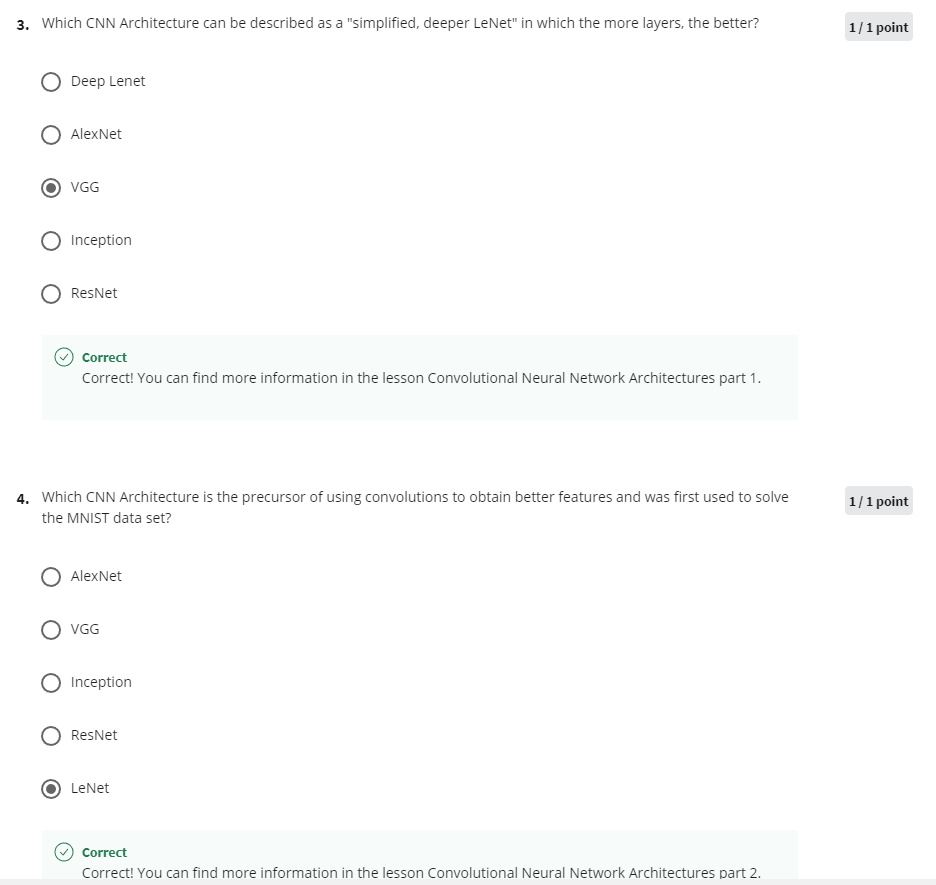 3. Which CNN Architecture can be described as a "simplified, deeper LeNet" in which the more layers, the better?
1 / 1 point
Deep Lenet
AlexNet
VGG
Inception
ResNet
Correct
Correct! You can find more information in the lesson Convolutional Neural Network Architectures part 1.
4. Which CNN Architecture is the precursor of using convolutions to obtain better features and was first used to solve
the MNIST data set?
1 / 1 point
AlexNet
VGG
Inception
ResNet
LeNet
Correct
Correct! You can find more information in the lesson Convolutional Neural Network Architectures part 2.